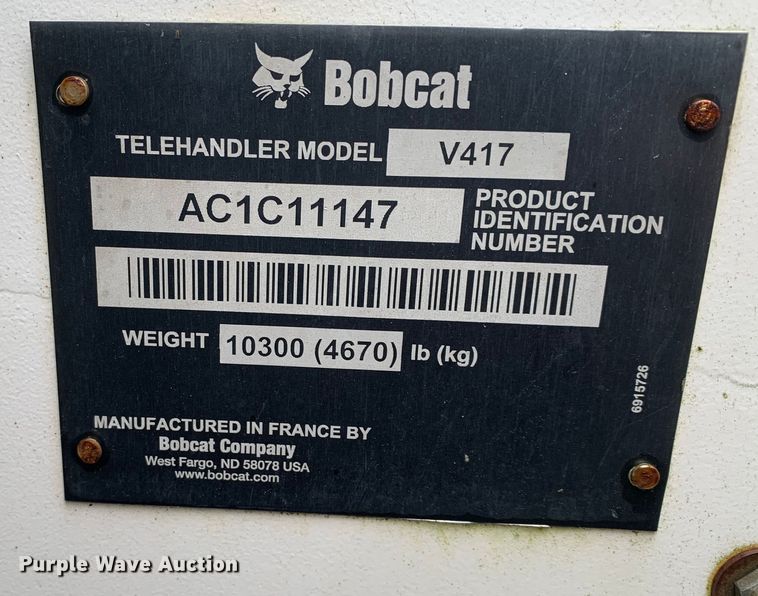 Bobcat
TELEHANDLER MODEL V417
AC1C11147
PRODUCT
IDENTIFICATION
NUMBER
WEIGHT 10300 (4670) lb (kg)
6915726
MANUFACTURED IN FRANCE BY
Bobcat Company
West Fargo, ND 58078 USA
www.bobcat.com
Purple Wave Auction